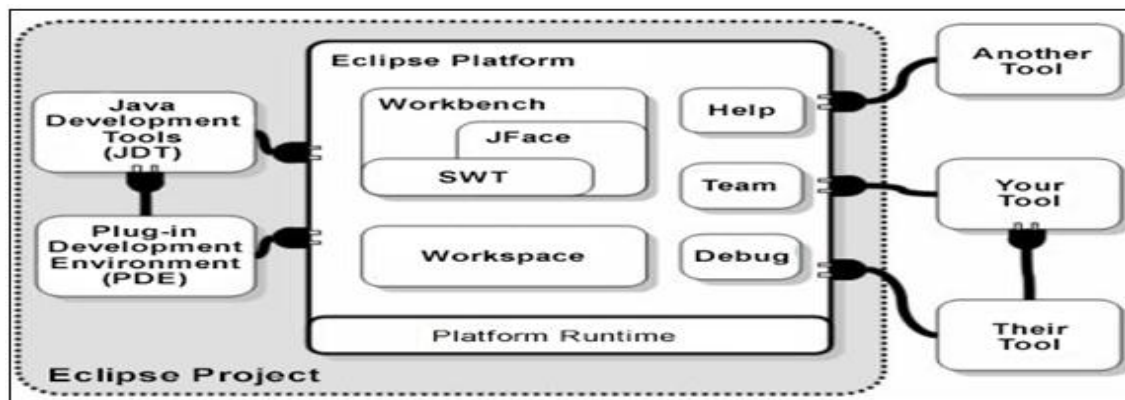 Eclipse Platform
Java
Development
Tools
(JDT)
Plug-in
Development
Environment
(PDE)
Workbench
JFace
SWT
Workspace
Help
Team
Debug
Platform Runtime
Eclipse Project
Another
Tool
Your
Tool
Their
Tool